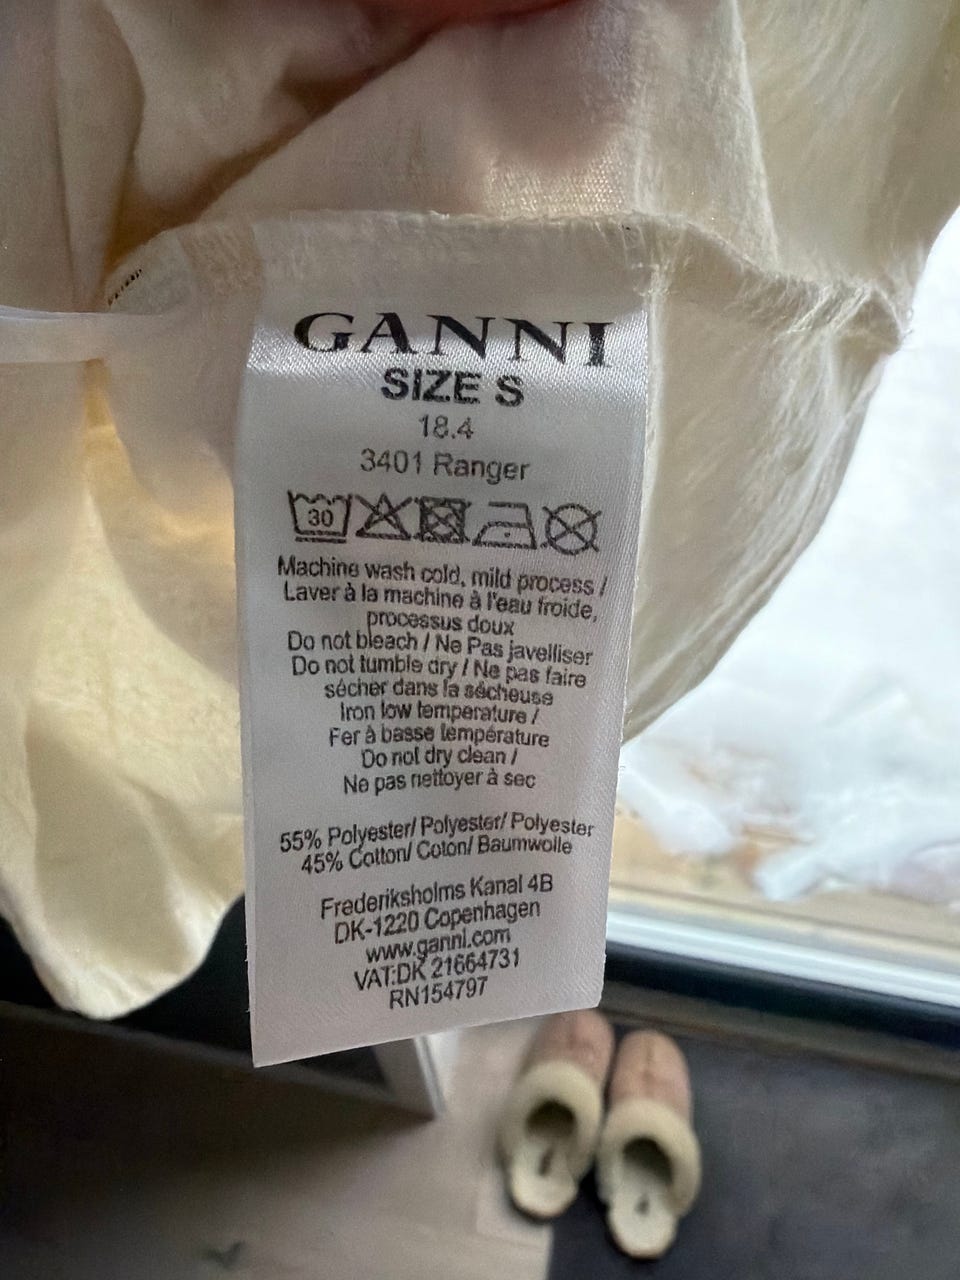 GANNI
SIZE S
18.4
3401 Ranger
30
Machine wash cold, mild process /
Laver à la machine à l'eau froide,
processus doux
Do not bleach / Ne Pas javelliser
Do not tumble dry / Ne pas faire
sécher dans la sécheuse
Iron low temperature /
Fer à basse température
Do not dry clean /
Ne pas nettoyer à sec
55% Polyester/ Polyester/ Polyester
45% Cotton/ Coton/ Baumwolle
Frederiksholms Kanal 4B
DK-1220 Copenhagen
www.ganni.com
VAT:DK 21664731
RN154797